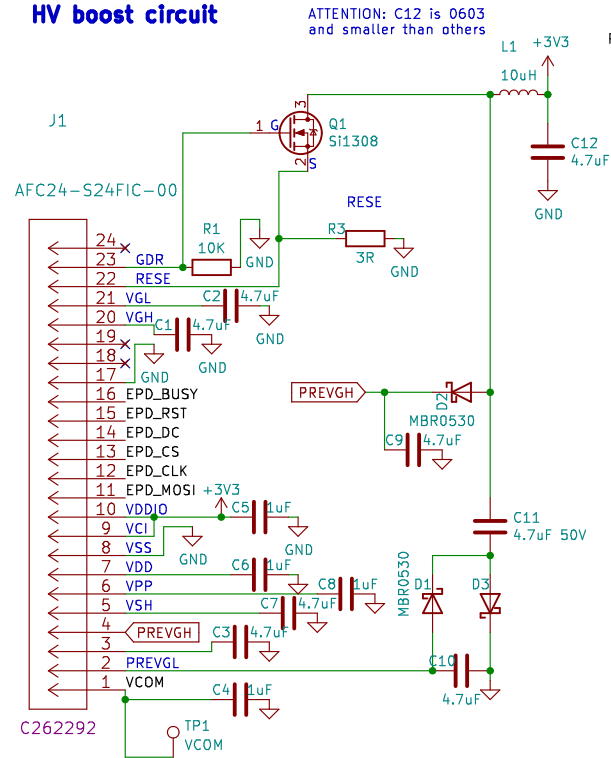 HV boost circuit
ATTENTION: C12 is 0603
and smaller than others
L1
+3V3
10uH
J1
3
1
G
Q1
Si1308
2
S
C12
4.7uF
GND
AFC24-S24FIC-00
RESE
R1
10K
GND
R3
3R
GND
24
23
GDR
22
RESE
21
VGL
C2
4.7uF
GND
20
VGH
C1
4.7uF
GND
19
18
17
GND
16
EPD_BUSY
15
EPD_RST
14
EPD_DC
13
EPD_CS
12
EPD_CLK
11
EPD_MOSI
PREVGH
D2
MBR0530
C9
4.7uF
10
VDDIO
+3V3
C5
1uF
GND
9
VCI
GND
8
VSS
7
VDD
C6
1uF
6
VPP
C8
1uF
5
VSH
C7
4.7uF
4
PREVGH
3
C3
4.7uF
2
PREVGL
1
VCOM
C4
1uF
C11
4.7uF 50V
MBR0530
D1
D3
C10
4.7uF
C262292
TP1
VCOM